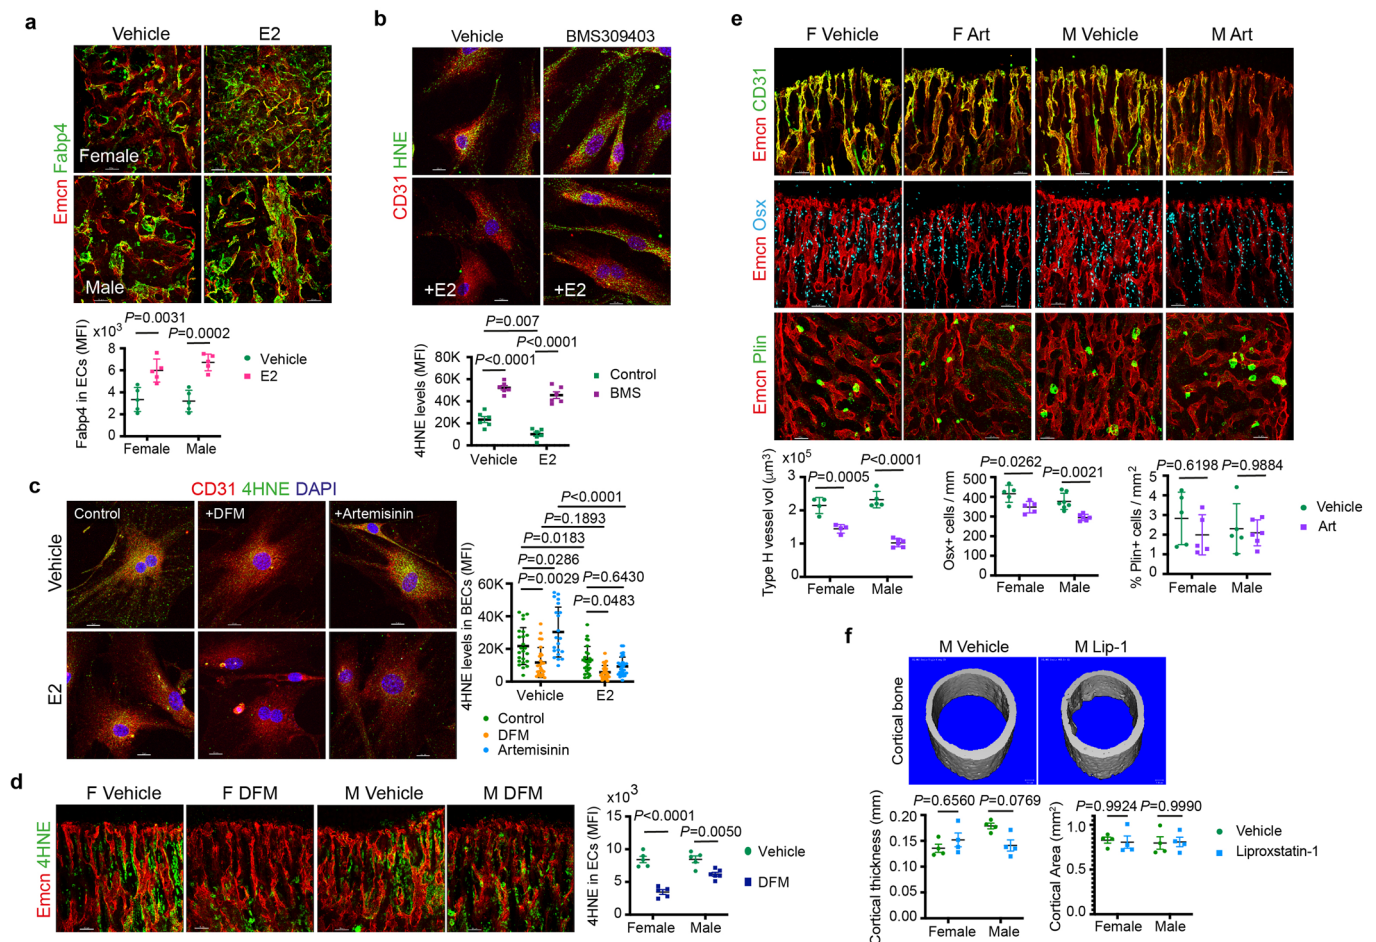 a
Vehicle
E2
Emcn Fabp4
Female
Male
x10³
P=0.0031
P=0.0002
Fabp4 in ECs (MFI)
8
6
4
2
0
Female
Male
Vehicle
E2
b
Vehicle
BMS309403
CD31 HNE
+E2
+E2
P=0.007
P<0.0001
P<0.0001
4HNE levels (MFI)
80K
60K
40K
20K
0
Vehicle
E2
Control
BMS
c
CD31 4HNE DAPI
Control
+DFM
+Artemisinin
Vehicle
E2
P<0.0001
P=0.1893
P=0.0183
P=0.0286
P=0.0029
P=0.6430
P=0.0483
4HNE levels in BECs (MFI)
60K
40K
20K
0
Vehicle
E2
Control
DFM
Artemisinin
d
F Vehicle
F DFM
M Vehicle
M DFM
Emcn 4HNE
x10³
P<0.0001
P=0.0050
4HNE in ECs (MFI)
15
10
5
0
Female
Male
Vehicle
DFM
e
F Vehicle
F Art
M Vehicle
M Art
Emcn CD31
Emcn Osx
Emcn Plin
x10⁵
P=0.0005
P<0.0001
Type H vessel vol (µm³)
3
2
1
0
Female
Male
P=0.0262
P=0.0021
Osx+ cells / mm
500
400
300
200
100
0
Female
Male
P=0.6198
P=0.9884
% Plin+ cells / mm²
5
4
3
2
1
0
Female
Male
Vehicle
Art
f
M Vehicle
M Lip-1
Cortical bone
P=0.6560
P=0.0769
Cortical thickness (mm)
0.20
0.15
0.10
0.05
0.00
Female
Male
P=0.9924
P=0.9990
Cortical Area (mm²)
1.0
0.5
0.0
Female
Male
Vehicle
Liproxstatin-1